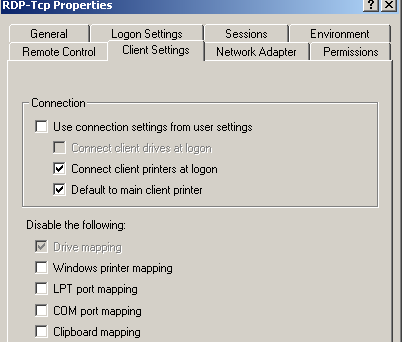 RDP-Tcp Properties
General
Logon Settings
Sessions
Environment
Remote Control
Client Settings
Network Adapter
Permissions
Connection
Use connection settings from user settings
Connect client drives at logon
Connect client printers at logon
Default to main client printer
Disable the following:
Drive mapping
Windows printer mapping
LPT port mapping
COM port mapping
Clipboard mapping